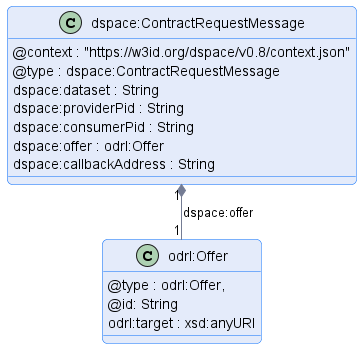 C dspace:ContractRequestMessage
@context : "https://w3id.org/dspace/v0.8/context.json"
@type : dspace:ContractRequestMessage
dspace:dataset : String
dspace:providerPid : String
dspace:consumerPid : String
dspace:offer : odrl:Offer
dspace:callbackAddress : String
1
dspace:offer
1
C odrl:Offer
@type : odrl:Offer,
@id: String
odrl:target : xsd:anyURI